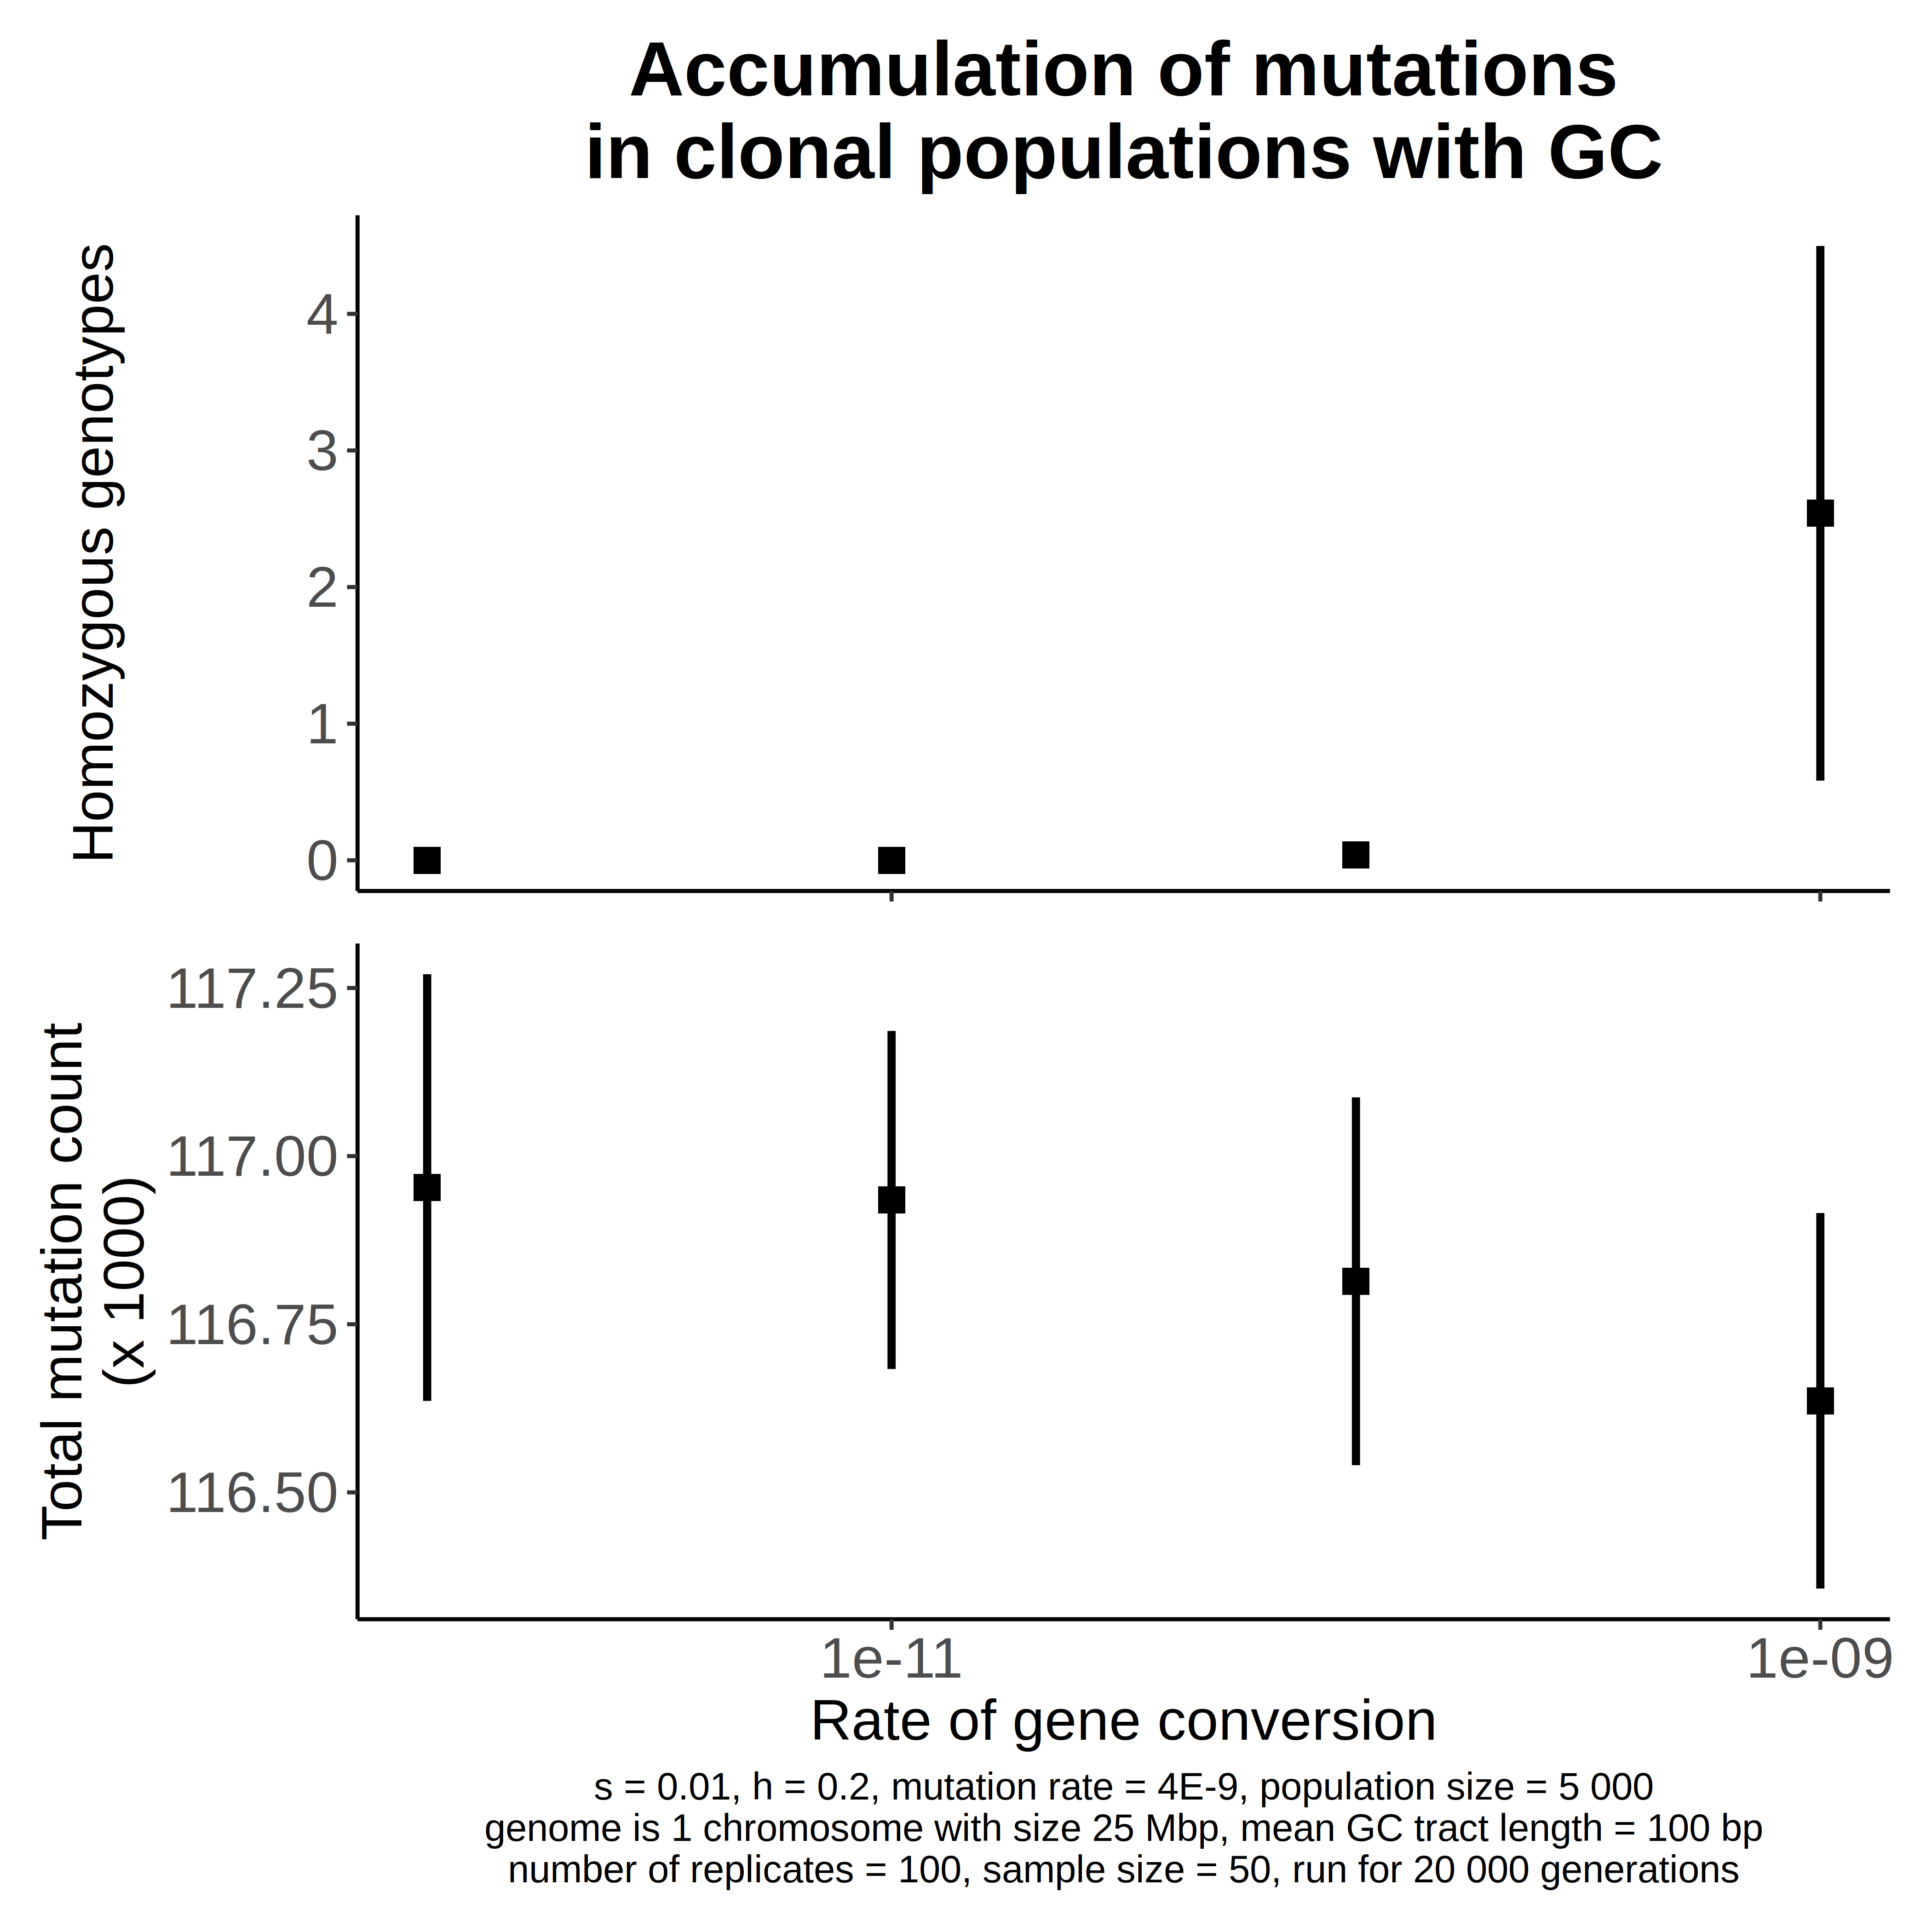 Accumulation of mutations
in clonal populations with GC
Homozygous genotypes
4
3
2
1
0
Total mutation count
(x 1000)
117.25
117.00
116.75
116.50
1e-11
1e-09
Rate of gene conversion
s = 0.01, h = 0.2, mutation rate = 4E-9, population size = 5 000
genome is 1 chromosome with size 25 Mbp, mean GC tract length = 100 bp
number of replicates = 100, sample size = 50, run for 20 000 generations